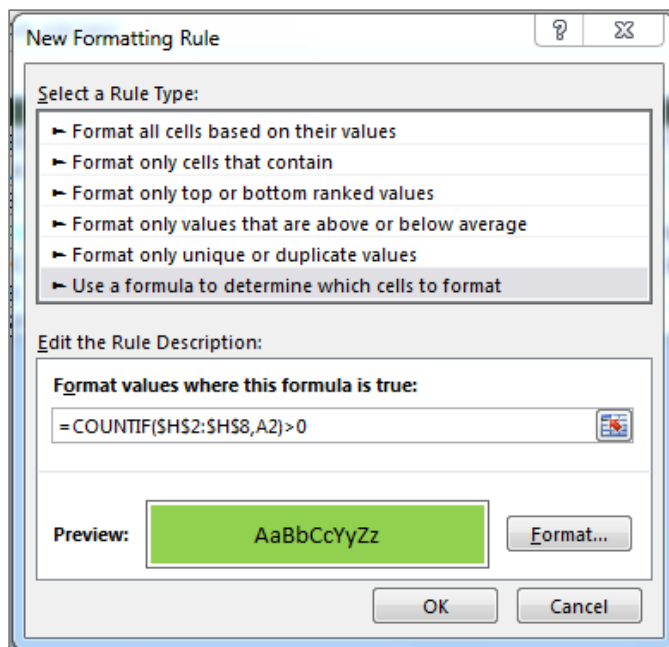 New Formatting Rule
Select a Rule Type:
► Format all cells based on their values
► Format only cells that contain
► Format only top or bottom ranked values
► Format only values that are above or below average
► Format only unique or duplicate values
► Use a formula to determine which cells to format
Edit the Rule Description:
Format values where this formula is true:
=COUNTIF($H$2:$H$8,A2)>0
Preview: AaBbCcYyZz Format...
OK Cancel